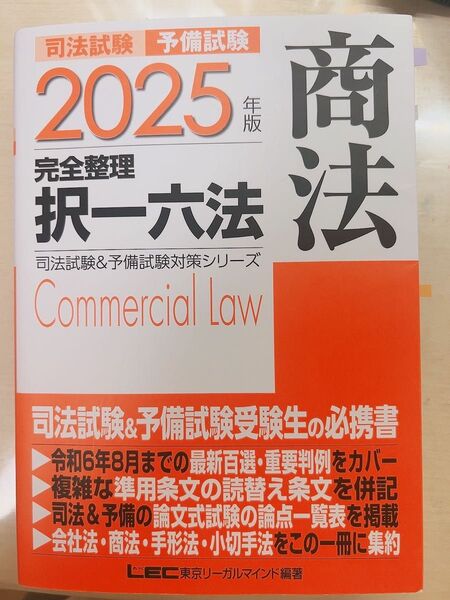 司法試験 予備試験
2025年版
商法
完全整理
択一六法
司法試験&予備試験対策シリーズ
Commercial Law
司法試験&予備試験受験生の必携書
▶令和6年8月までの最新百選・重要判例をカバー
▶複雑な準用条文の読替え条文を併記
▶司法&予備の論文式試験の論点一覧表を掲載
▶会社法・商法・手形法・小切手法をこの一冊に集約
LEC東京リーガルマインド編著